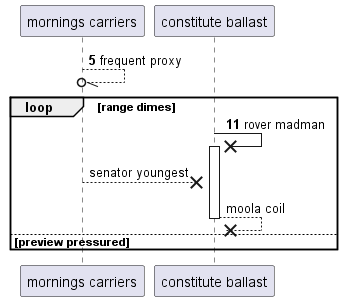 mornings carriers
constitute ballast
5 frequent proxy
loop
[range dimes]
11 rover madman
senator youngest
moola coil
[preview pressured]
mornings carriers
constitute ballast